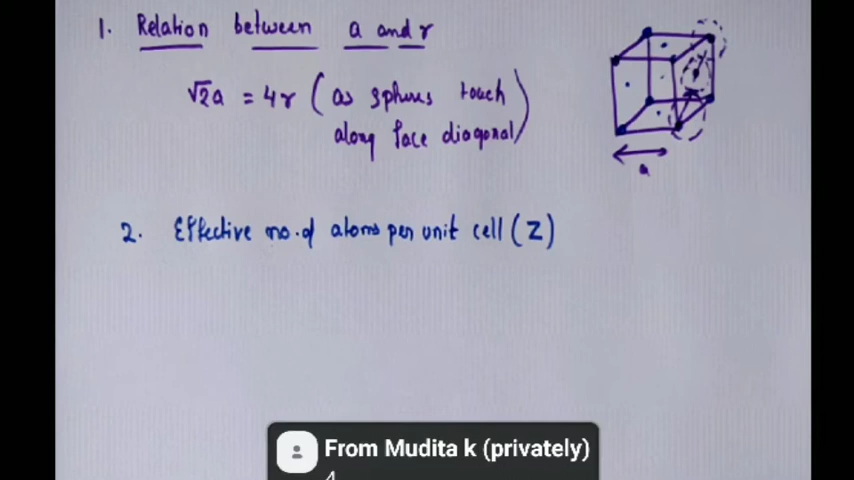 1. Relation between a and r
√2a = 4r (as spheres touch
along face diagonal)
a
2. Effective no. of atoms per unit cell (Z)
From Mudita k (privately)
4